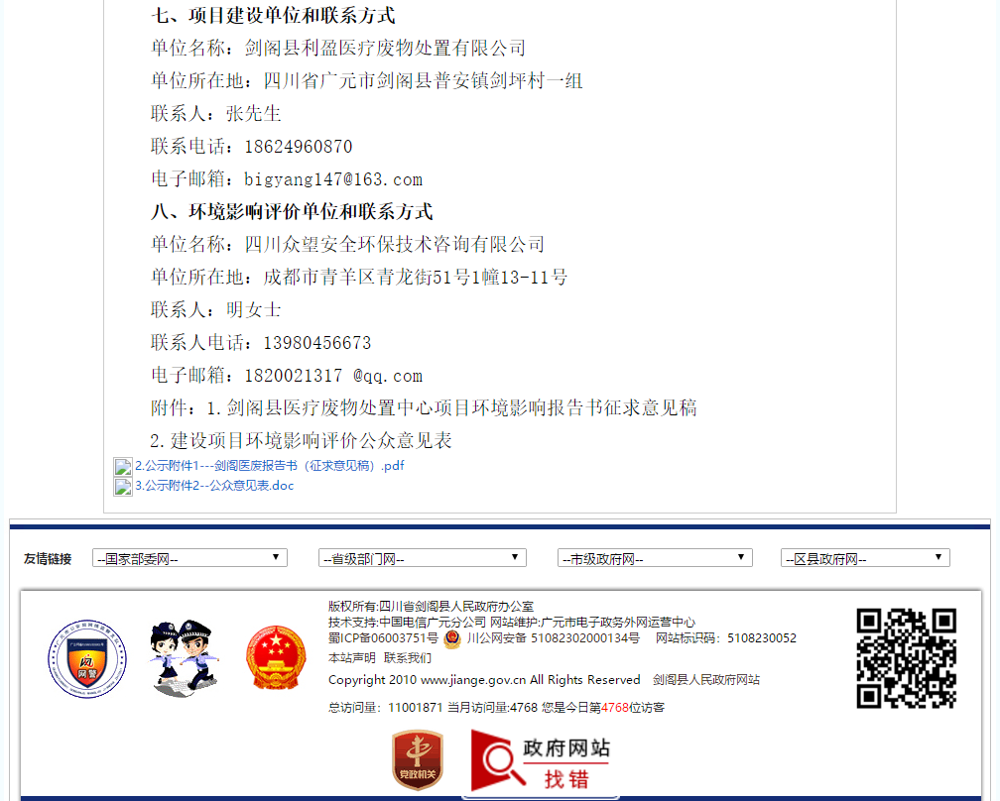 七、项目建设单位和联系方式
单位名称：剑阁县利盈医疗废物处置有限公司
单位所在地：四川省广元市剑阁县普安镇剑坪村一组
联系人：张先生
联系电话：18624960870
电子邮箱：bigyang147@163.com
八、环境影响评价单位和联系方式
单位名称：四川众望安全环保技术咨询有限公司
单位所在地：成都市青羊区青龙街51号1幢13-11号
联系人：明女士
联系人电话：13980456673
电子邮箱：1820021317 @qq.com
附件：1.剑阁县医疗废物处置中心项目环境影响报告书征求意见稿
2.建设项目环境影响评价公众意见表
2.公示附件1---剑阁医废报告书（征求意见稿）.pdf
3.公示附件2--公众意见表.doc
友情链接 --国家部委网-- --省级部门网-- --市级政府网-- --区县政府网--
版权所有:四川省剑阁县人民政府办公室
技术支持:中国电信广元分公司 网站维护:广元市电子政务外网运营中心
蜀ICP备06003751号 川公网安备 51082302000134号 网站标识码：5108230052
本站声明 联系我们
Copyright 2010 www.jiange.gov.cn All Rights Reserved 剑阁县人民政府网站
总访问量：11001871 当月访问量:4768 您是今日第4768位访客
网警
党政机关
政府网站
找错